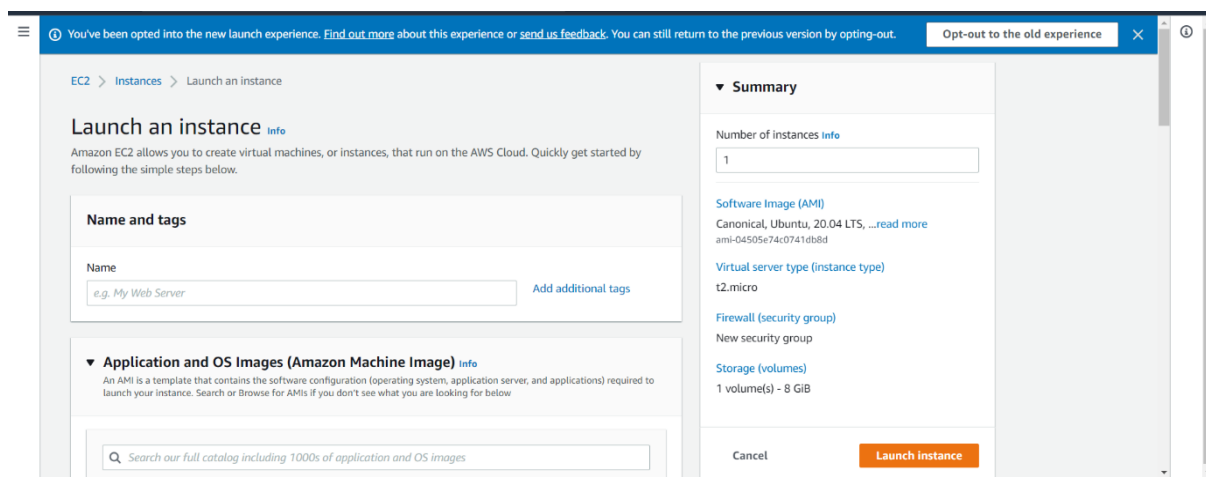 You've been opted into the new launch experience. Find out more about this experience or send us feedback. You can still return to the previous version by opting-out.
Opt-out to the old experience
EC2 > Instances > Launch an instance
Launch an instance Info
Amazon EC2 allows you to create virtual machines, or instances, that run on the AWS Cloud. Quickly get started by
following the simple steps below.
Name and tags
Name
e.g. My Web Server
Add additional tags
Application and OS Images (Amazon Machine Image) Info
An AMI is a template that contains the software configuration (operating system, application server, and applications) required to
launch your instance. Search or Browse for AMIs if you don't see what you are looking for below
Search our full catalog including 1000s of application and OS images
Summary
Number of instances Info
1
Software Image (AMI)
Canonical, Ubuntu, 20.04 LTS, ...read more
ami-04505e74c0741db8d
Virtual server type (instance type)
t2.micro
Firewall (security group)
New security group
Storage (volumes)
1 volume(s) - 8 GiB
Cancel
Launch instance